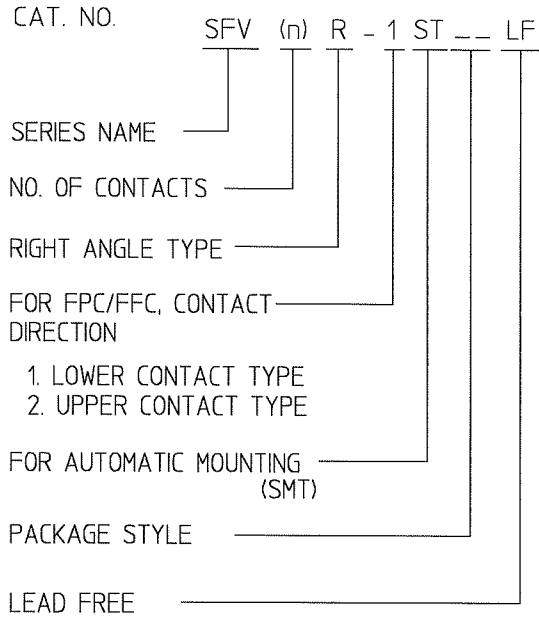 CAT. NO.
SFV (n) R - 1 ST _ _ LF
SERIES NAME
NO. OF CONTACTS
RIGHT ANGLE TYPE
FOR FPC/FFC, CONTACT
DIRECTION
1. LOWER CONTACT TYPE
2. UPPER CONTACT TYPE
FOR AUTOMATIC MOUNTING
(SMT)
PACKAGE STYLE
LEAD FREE